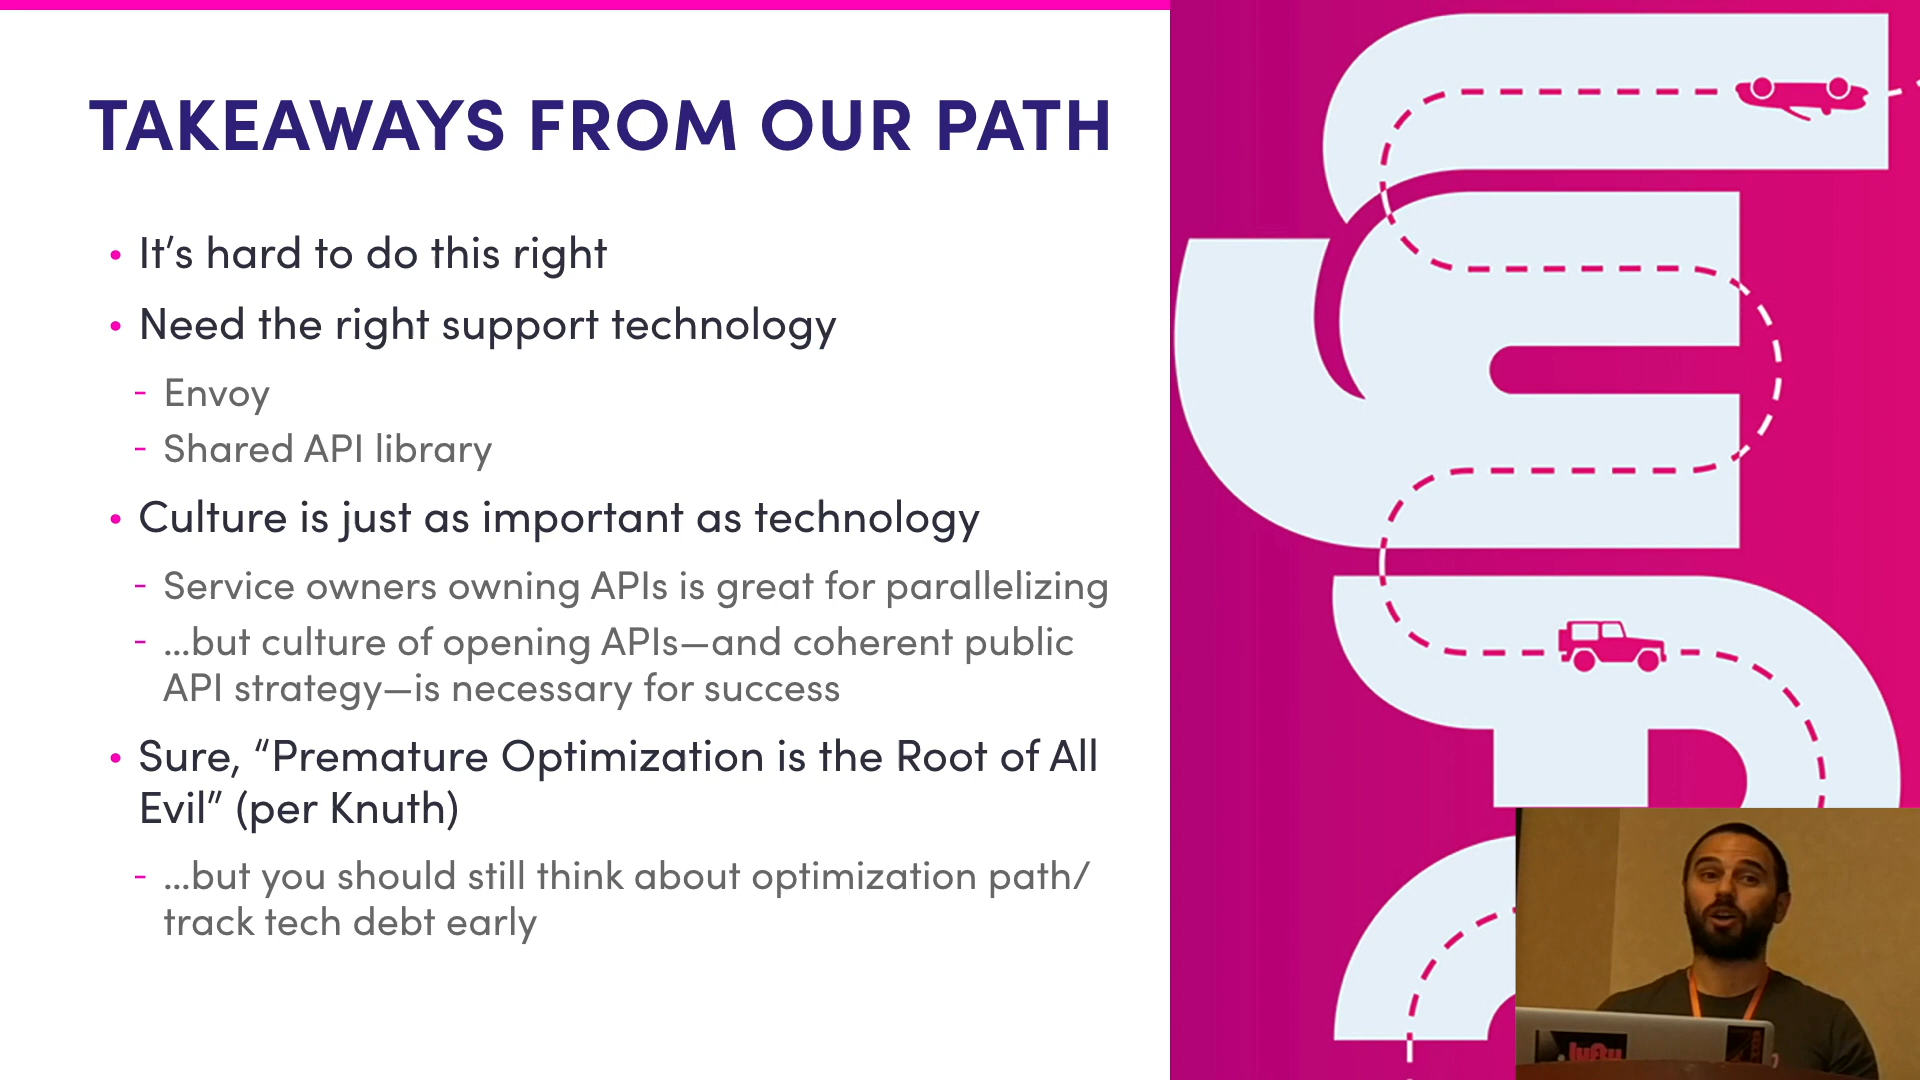 TAKEAWAYS FROM OUR PATH
• It’s hard to do this right
• Need the right support technology
- Envoy
- Shared API library
• Culture is just as important as technology
- Service owners owning APIs is great for parallelizing
- …but culture of opening APIs—and coherent public
API strategy—is necessary for success
• Sure, “Premature Optimization is the Root of All
Evil” (per Knuth)
- …but you should still think about optimization path/
track tech debt early